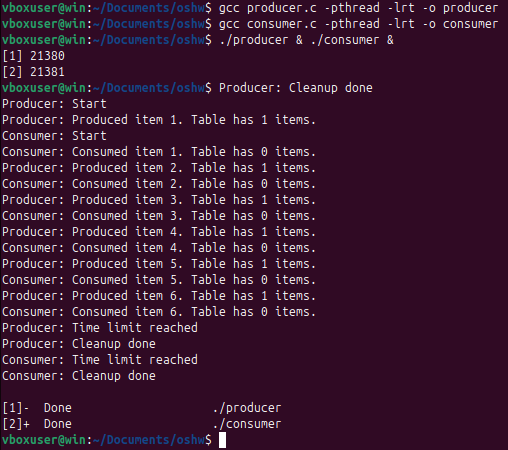 vboxuser@win:~/Documents/oshw$ gcc producer.c -pthread -lrt -o producer
vboxuser@win:~/Documents/oshw$ gcc consumer.c -pthread -lrt -o consumer
vboxuser@win:~/Documents/oshw$ ./producer & ./consumer &
[1] 21380
[2] 21381
vboxuser@win:~/Documents/oshw$ Producer: Cleanup done
Producer: Start
Producer: Produced item 1. Table has 1 items.
Consumer: Start
Consumer: Consumed item 1. Table has 0 items.
Producer: Produced item 2. Table has 1 items.
Consumer: Consumed item 2. Table has 0 items.
Producer: Produced item 3. Table has 1 items.
Consumer: Consumed item 3. Table has 0 items.
Producer: Produced item 4. Table has 1 items.
Consumer: Consumed item 4. Table has 0 items.
Producer: Produced item 5. Table has 1 items.
Consumer: Consumed item 5. Table has 0 items.
Producer: Produced item 6. Table has 1 items.
Consumer: Consumed item 6. Table has 0 items.
Producer: Time limit reached
Producer: Cleanup done
Consumer: Time limit reached
Consumer: Cleanup done
[1]-  Done                    ./producer
[2]+  Done                    ./consumer
vboxuser@win:~/Documents/oshw$